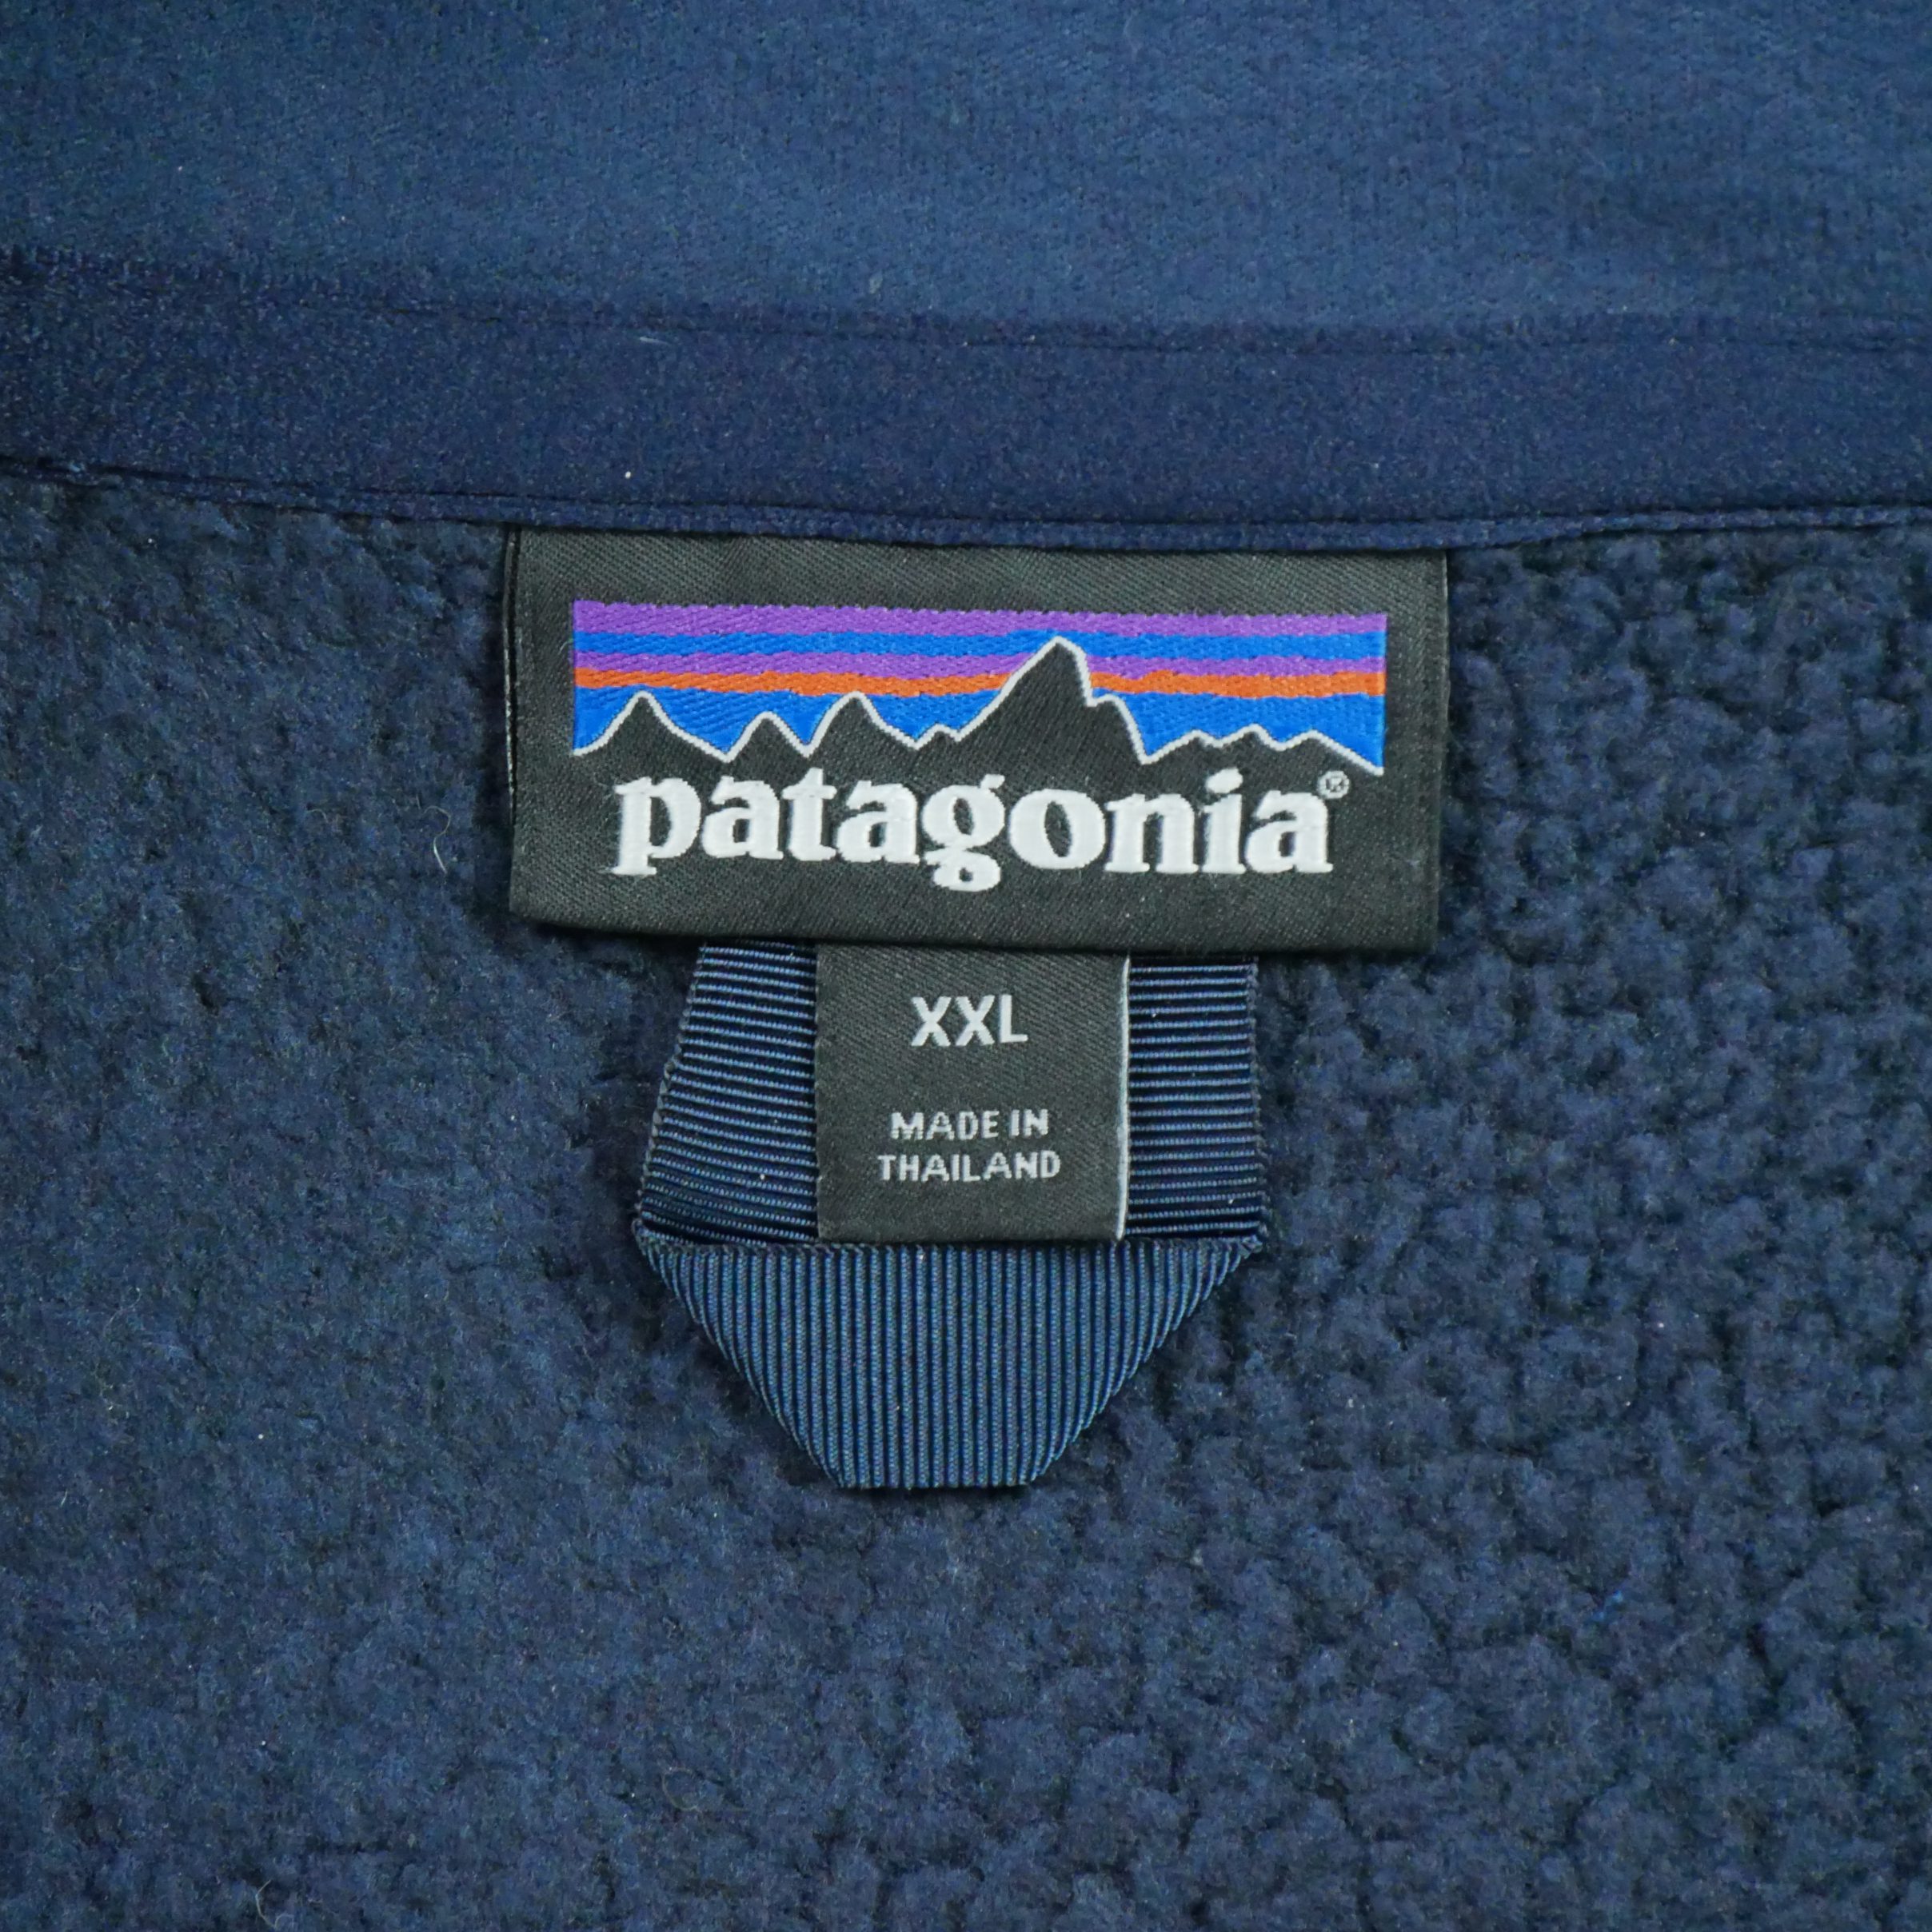 patagonia®
XXL
MADE IN
THAILAND